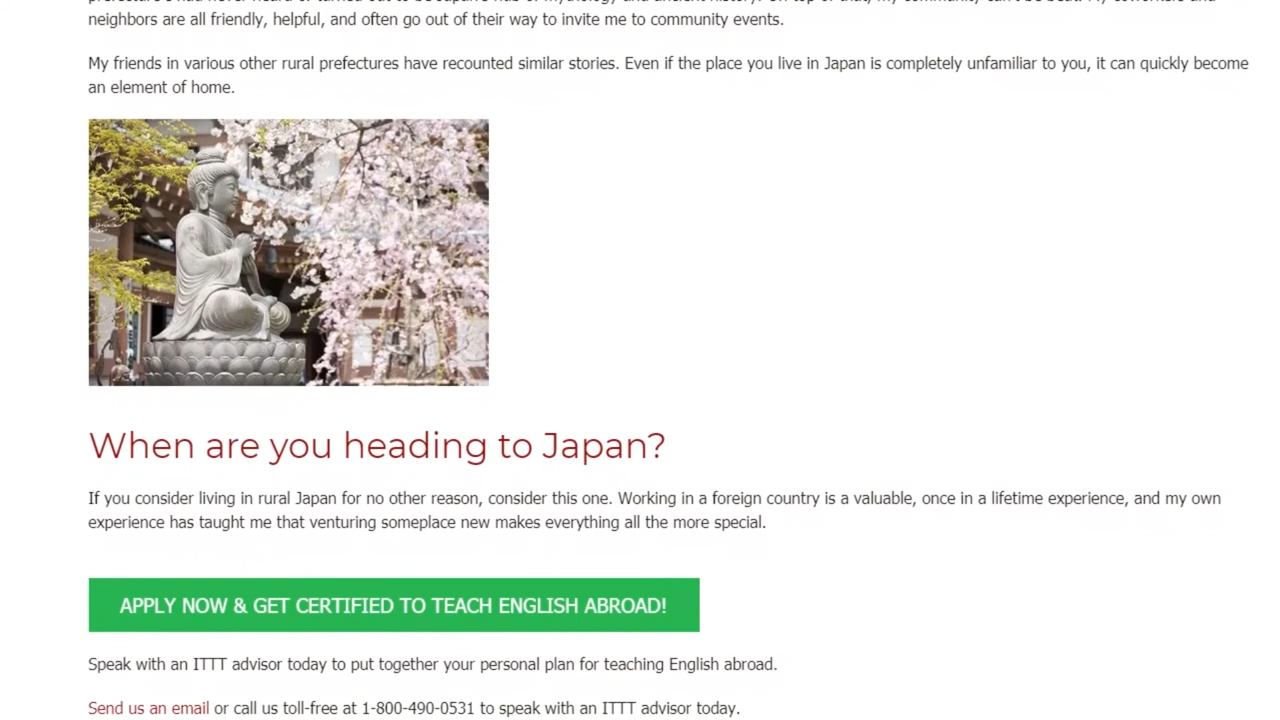 neighbors are all friendly, helpful, and often go out of their way to invite me to community events.
My friends in various other rural prefectures have recounted similar stories. Even if the place you live in Japan is completely unfamiliar to you, it can quickly become
an element of home.
When are you heading to Japan?
If you consider living in rural Japan for no other reason, consider this one. Working in a foreign country is a valuable, once in a lifetime experience, and my own
experience has taught me that venturing someplace new makes everything all the more special.
APPLY NOW & GET CERTIFIED TO TEACH ENGLISH ABROAD!
Speak with an ITTT advisor today to put together your personal plan for teaching English abroad.
Send us an email or call us toll-free at 1-800-490-0531 to speak with an ITTT advisor today.